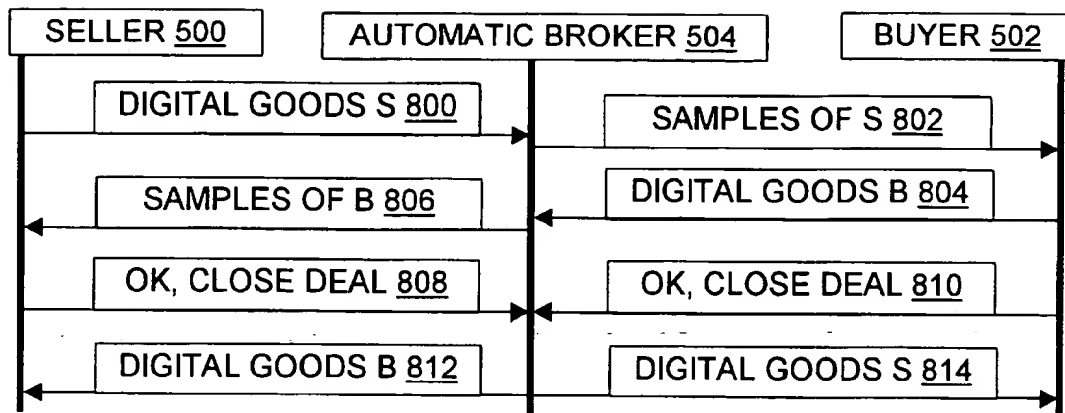 SELLER 500
AUTOMATIC BROKER 504
BUYER 502
DIGITAL GOODS S 800
SAMPLES OF S 802
DIGITAL GOODS B 804
SAMPLES OF B 806
OK, CLOSE DEAL 808
OK, CLOSE DEAL 810
DIGITAL GOODS B 812
DIGITAL GOODS S 814